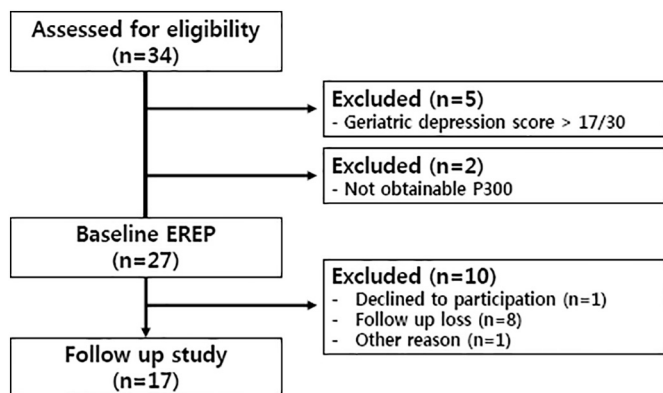 Assessed for eligibility
(n=34)
Excluded (n=5)
- Geriatric depression score > 17/30
Excluded (n=2)
- Not obtainable P300
Baseline EREP
(n=27)
Excluded (n=10)
- Declined to participation (n=1)
- Follow up loss (n=8)
- Other reason (n=1)
Follow up study
(n=17)